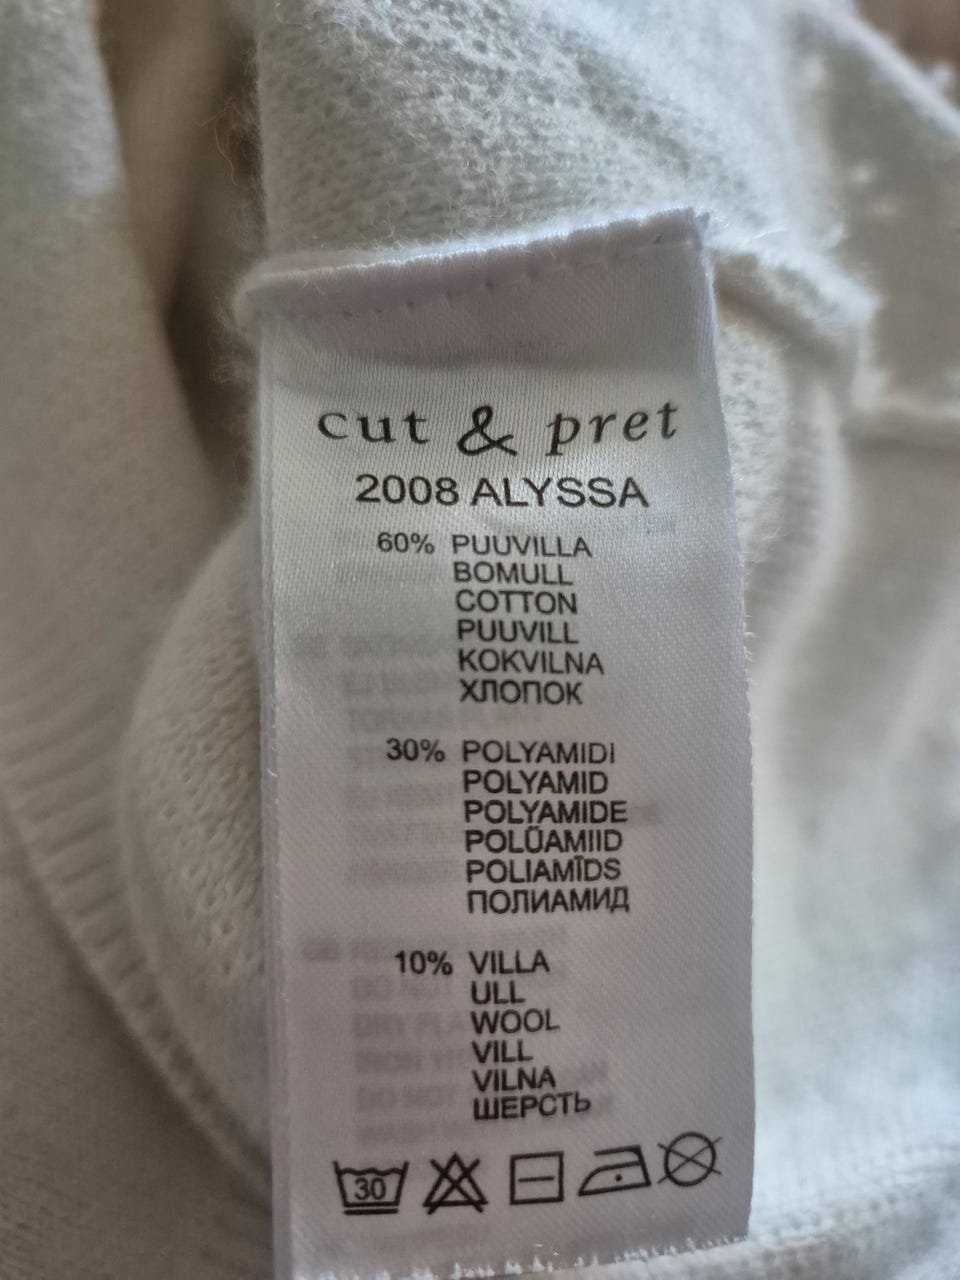 cut & pret
2008 ALYSSA
60% PUUVILLA
BOMULL
COTTON
PUUVILL
KOKVILNA
ХЛОПОК
30% POLYAMIDI
POLYAMID
POLYAMIDE
POLÜAMIID
POLIAMĪDS
ПОЛИАМИД
10% VILLA
ULL
WOOL
VILL
VILNA
ШЕРСТЬ
30